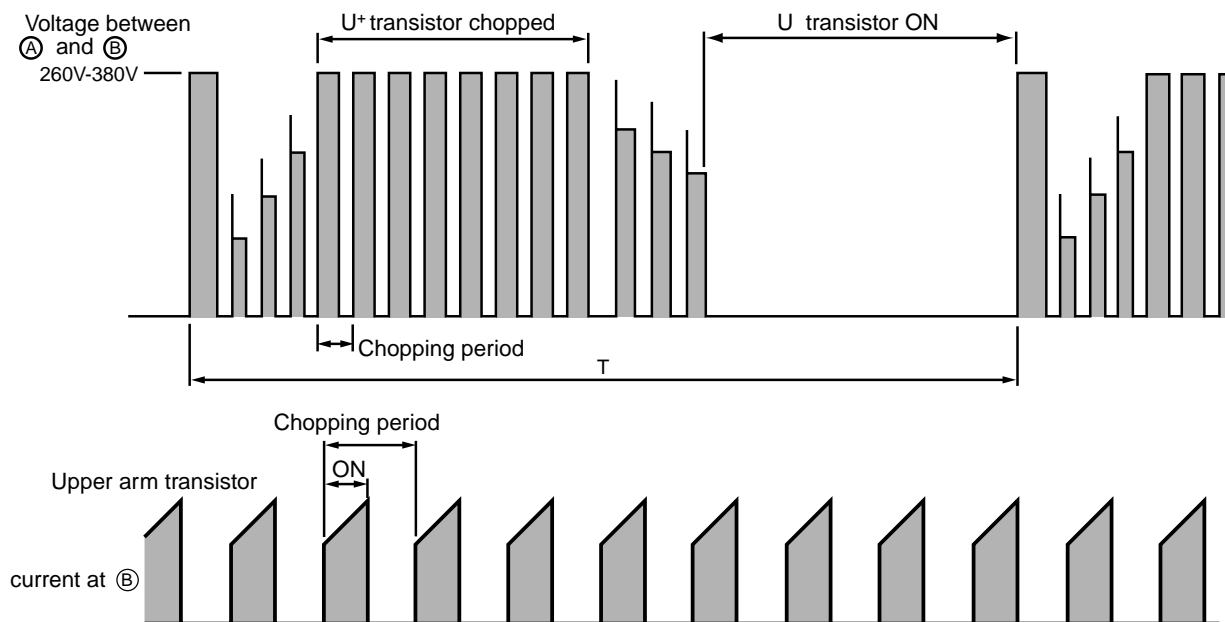 Voltage between
Ⓐ and Ⓑ
260V-380V
U+ transistor chopped
U transistor ON
Chopping period
T
Chopping period
ON
Upper arm transistor
current at Ⓑ